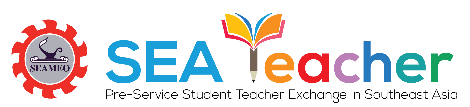 SEAMEO
SEA Teacher
Pre-Service Student Teacher Exchange in Southeast Asia